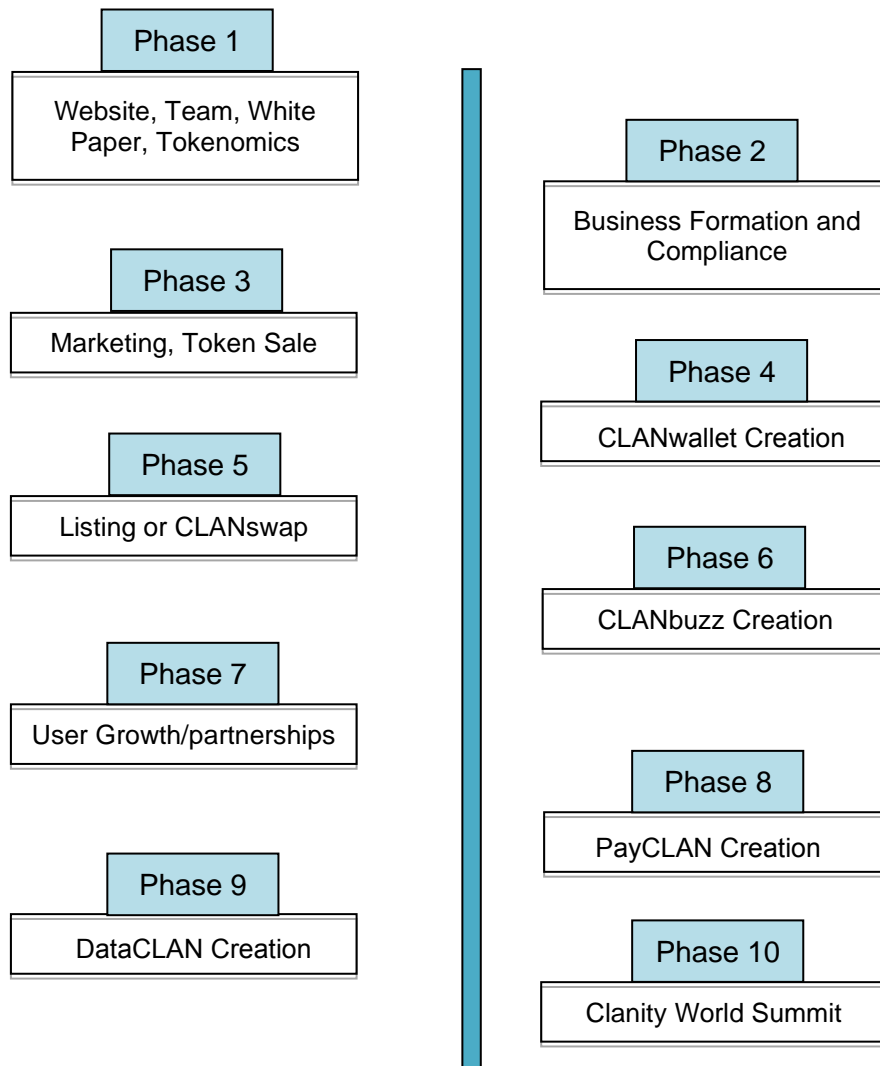 Phase 1
Website, Team, White
Paper, Tokenomics
Phase 2
Business Formation and
Compliance
Phase 3
Marketing, Token Sale
Phase 4
CLANwallet Creation
Phase 5
Listing or CLANswap
Phase 6
CLANbuzz Creation
Phase 7
User Growth/partnerships
Phase 8
PayCLAN Creation
Phase 9
DataCLAN Creation
Phase 10
Clanity World Summit